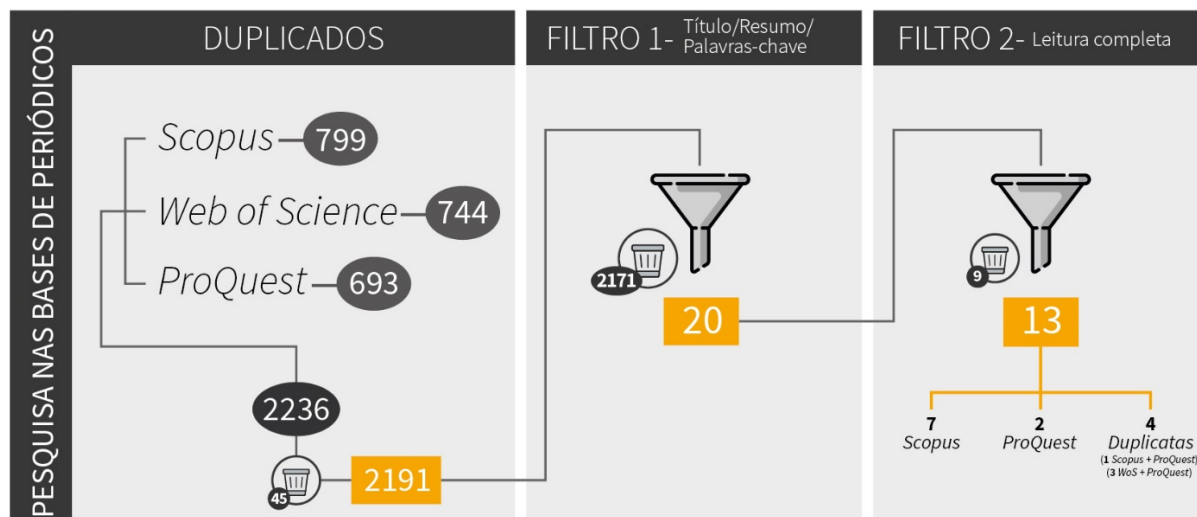 PESQUISA NAS BASES DE PERIÓDICOS
DUPLICADOS
Scopus 799
Web of Science 744
ProQuest 693
2236
45
2191
FILTRO 1- Título/Resumo/
Palavras-chave
2171
20
FILTRO 2- Leitura completa
9
13
7
Scopus
2
ProQuest
4
Duplicatas
(1 Scopus + ProQuest)
(3 WoS + ProQuest)